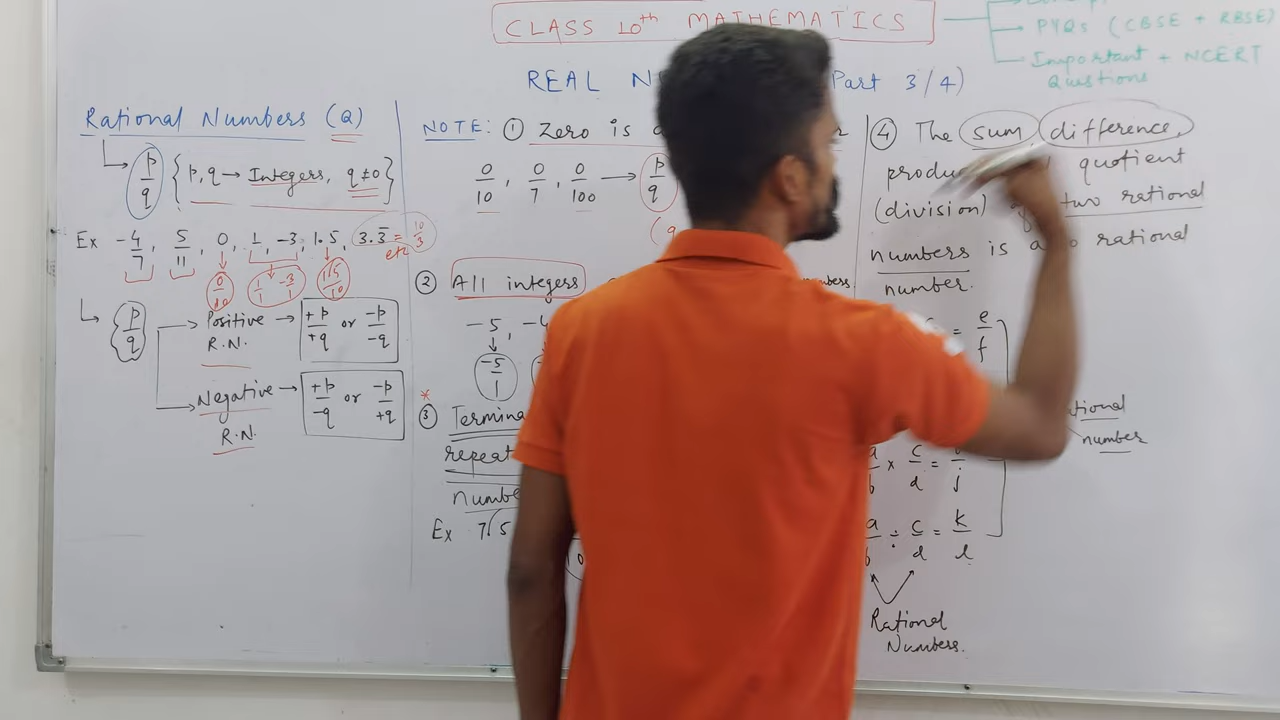 CLASS 10th MATHEMATICS
PYQs (CBSE + RBSE)
Important + NCERT
Questions
REAL N
Part 3/4)
Rational Numbers (Q)
p/q { p, q → Integers, q ≠ 0 }
Ex -4/7, 5/11, 0, 1, -3, 1.5, 3.3̅ = 10/3
etc
0/10 1/1 -3/1 15/10
p/q
Positive → +p/+q or -p/-q
R.N.
Negative → +p/-q or -p/+q
R.N.
NOTE: ① Zero is a
0/10, 0/7, 0/100 → p/q
(q
② All integers
numbers
-5, -4
-5/1
*
③ Termina
repeat
numbe
Ex 7 5
④ The sum, difference,
produ quotient
(division) of two rational
numbers is also rational
number.
= e/f
ational
number
a/b × c/d = i/j
a/b ÷ c/d = k/l
Rational
Numbers.